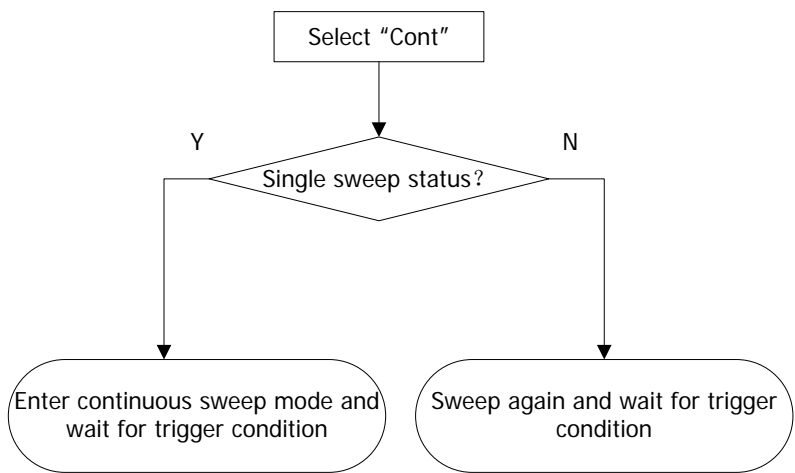 Select “Cont”
Y
N
Single sweep status？
Enter continuous sweep mode and
wait for trigger condition
Sweep again and wait for trigger
condition